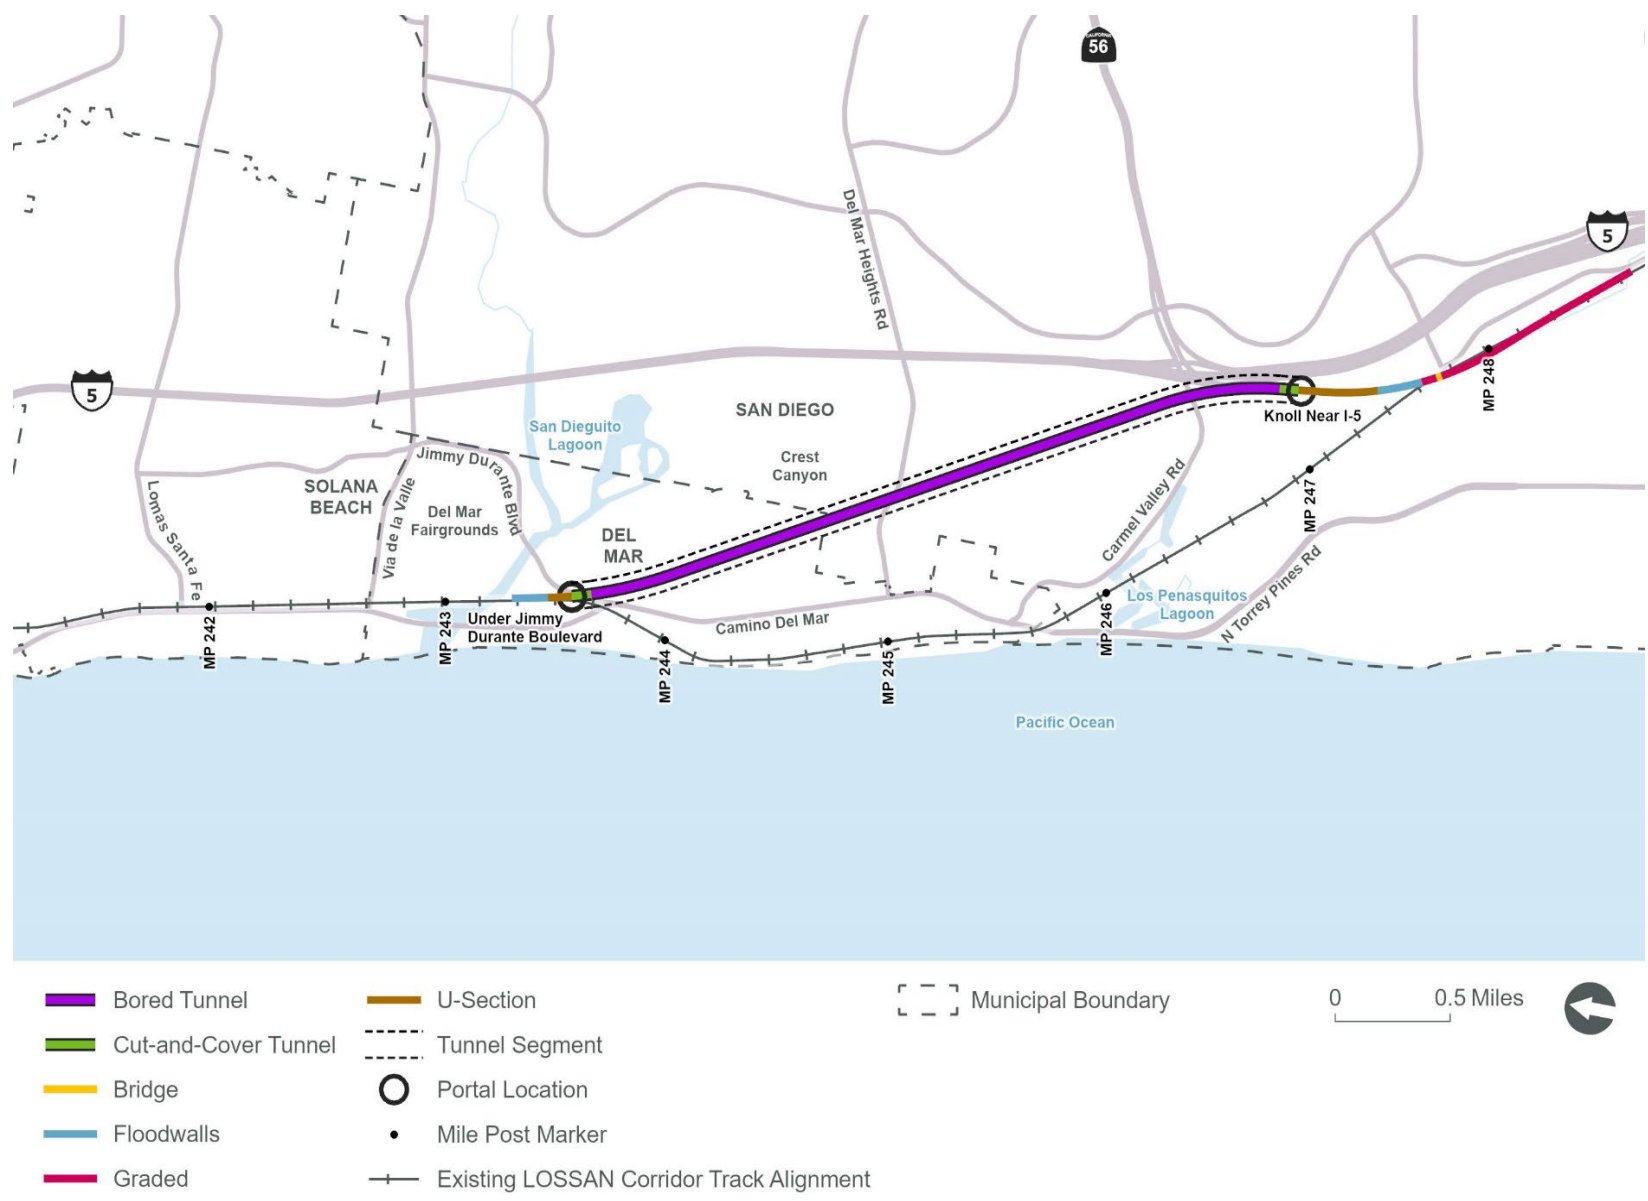 CALIFORNIA
56
5
5
Del Mar Heights Rd
SAN DIEGO
San Dieguito
Lagoon
Crest
Canyon
Jimmy Durante Blvd
SOLANA
BEACH
Del Mar
Fairgrounds
Via de la Valle
Lomas Santa Fe
DEL
MAR
Knoll Near I-5
MP 248
MP 247
Carmel Valley Rd
N Torrey Pines Rd
Los Penasquitos
Lagoon
MP 246
Under Jimmy
Durante Boulevard
Camino Del Mar
MP 242
MP 243
MP 244
MP 245
Pacific Ocean
Bored Tunnel
Cut-and-Cover Tunnel
Bridge
Floodwalls
Graded
U-Section
Tunnel Segment
Portal Location
Mile Post Marker
Existing LOSSAN Corridor Track Alignment
Municipal Boundary
0 0.5 Miles